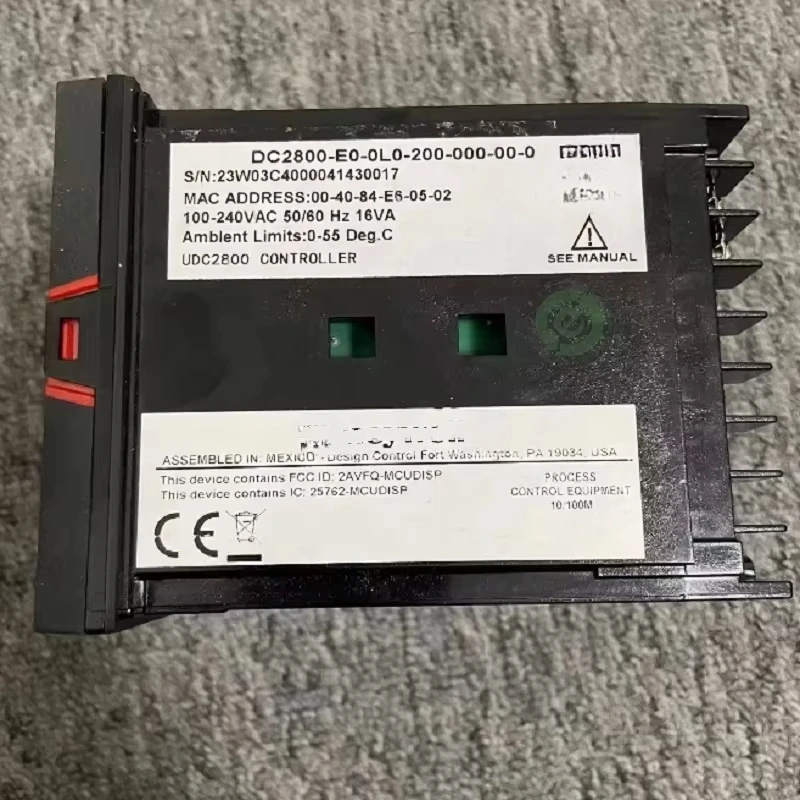 DC2800-E0-0L0-200-000-00-0
S/N:23W03C4000041430017
MAC ADDRESS:00-40-84-E6-05-02
100-240VAC 50/60 Hz 16VA
Ambient Limits:0-55 Deg.C
UDC2800 CONTROLLER
SEE MANUAL
ASSEMBLED IN: MEXICO - Design Control Fort Washington, PA 19034, USA
This device contains FCC ID: 2AVFQ-MCUDISP
This device contains IC: 25762-MCUDISP
PROCESS
CONTROL EQUIPMENT
10/100M
CE